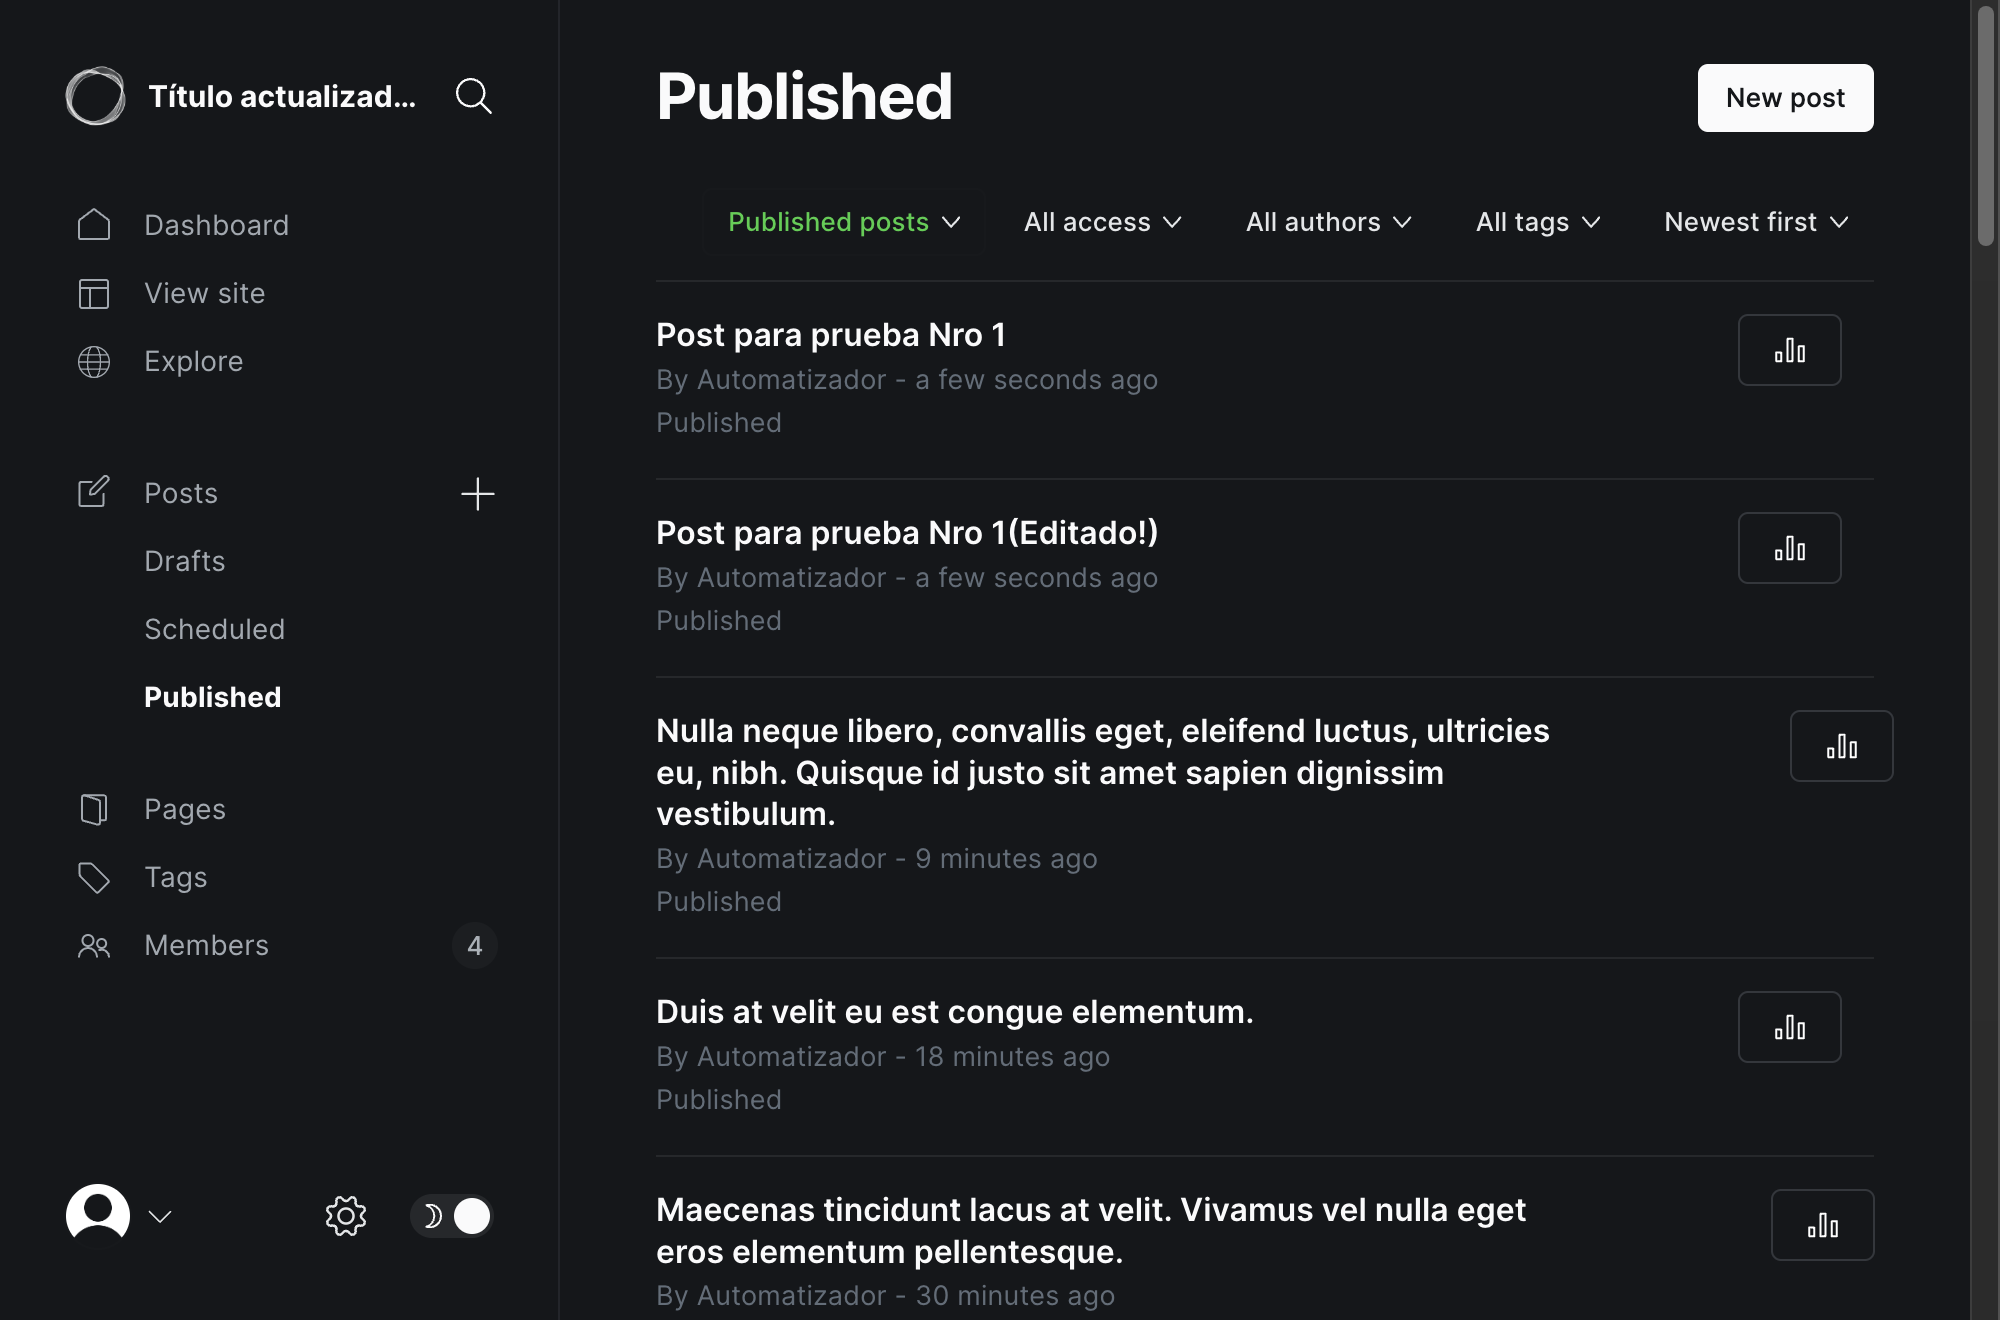 Título actualizad...
Dashboard
View site
Explore
Posts
Drafts
Scheduled
Published
Pages
Tags
Members 4
Published
New post
Published posts All access All authors All tags Newest first
Post para prueba Nro 1
By Automatizador - a few seconds ago
Published
Post para prueba Nro 1(Editado!)
By Automatizador - a few seconds ago
Published
Nulla neque libero, convallis eget, eleifend luctus, ultricies
eu, nibh. Quisque id justo sit amet sapien dignissim
vestibulum.
By Automatizador - 9 minutes ago
Published
Duis at velit eu est congue elementum.
By Automatizador - 18 minutes ago
Published
Maecenas tincidunt lacus at velit. Vivamus vel nulla eget
eros elementum pellentesque.
By Automatizador - 30 minutes ago